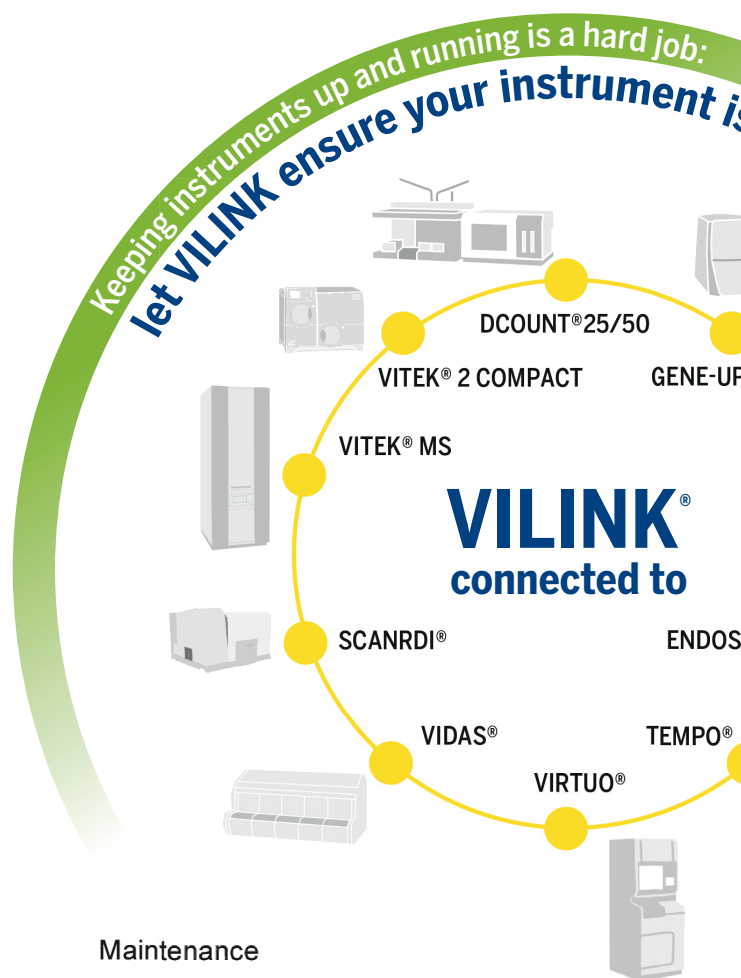 Keeping instruments up and running is a hard job:
let VILINK ensure your instrument is
DCOUNT® 25/50
VITEK® 2 COMPACT
GENE-UP
VITEK® MS
VILINK®
connected to
SCANRDI®
ENDOS
VIDAS®
TEMPO®
VIRTUO®
Maintenance